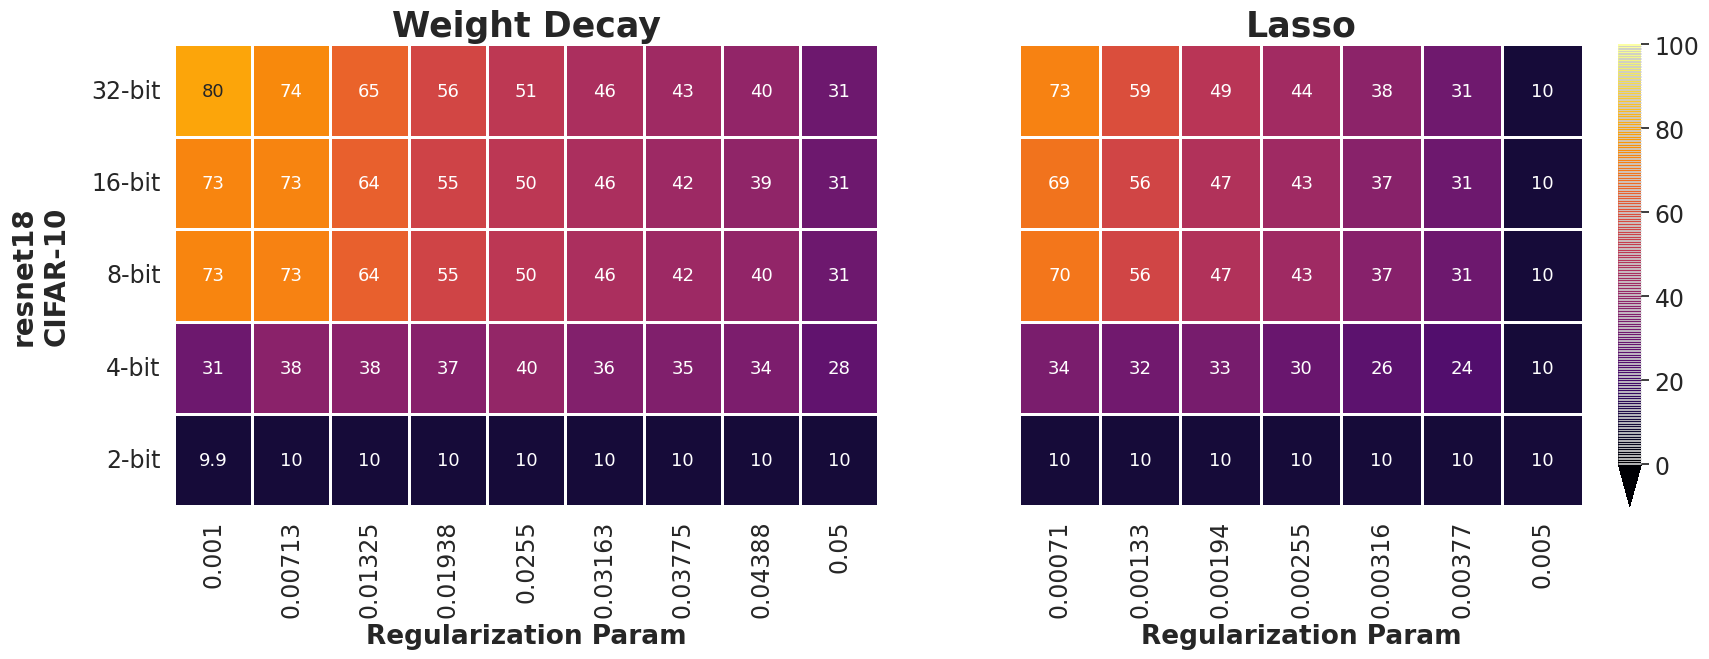 Weight Decay
Lasso
resnet18
CIFAR-10
32-bit 80 74 65 56 51 46 43 40 31
16-bit 73 73 64 55 50 46 42 39 31
8-bit 73 73 64 55 50 46 42 40 31
4-bit 31 38 38 37 40 36 35 34 28
2-bit 9.9 10 10 10 10 10 10 10 10
0.001 0.00713 0.01325 0.01938 0.0255 0.03163 0.03775 0.04388 0.05
Regularization Param
73 59 49 44 38 31 10
69 56 47 43 37 31 10
70 56 47 43 37 31 10
34 32 33 30 26 24 10
10 10 10 10 10 10 10
0.00071 0.00133 0.00194 0.00255 0.00316 0.00377 0.005
Regularization Param
100
80
60
40
20
0